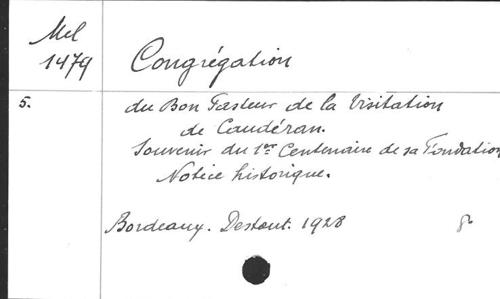 Mel
1479
Congrégation
5.
du Bon Pasteur de la Visitation
de Caudéran.
Souvenir du 1er Centenaire de sa Fondation
Notice historique.
Bordeaux. Destout. 1928
8°